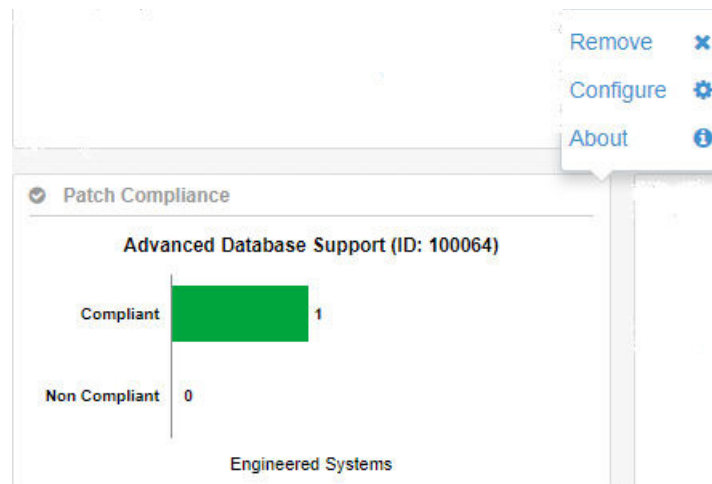 Remove
Configure
About
Patch Compliance
Advanced Database Support (ID: 100064)
Compliant 1
Non Compliant 0
Engineered Systems